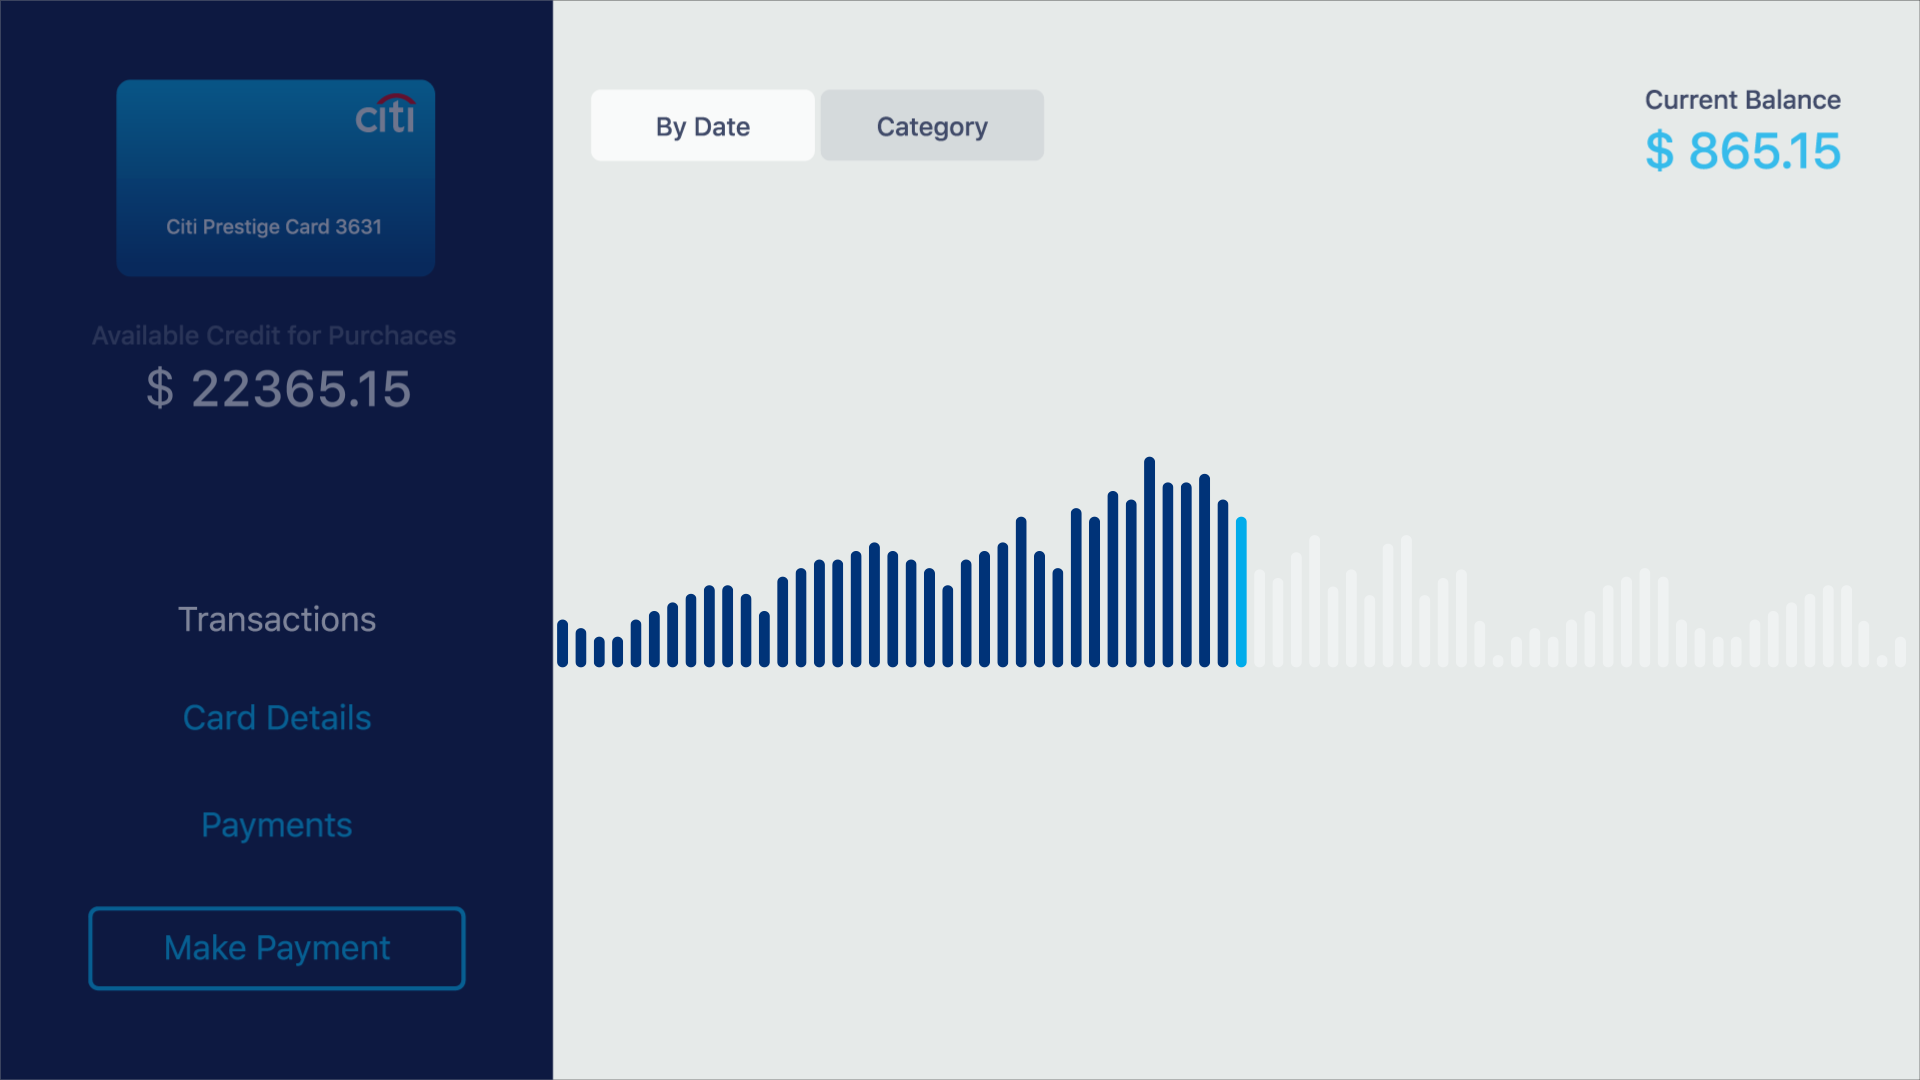 citi
Citi Prestige Card 3631
Available Credit for Purchaces
$ 22365.15
Transactions
Card Details
Payments
Make Payment
By Date
Category
Current Balance
$ 865.15